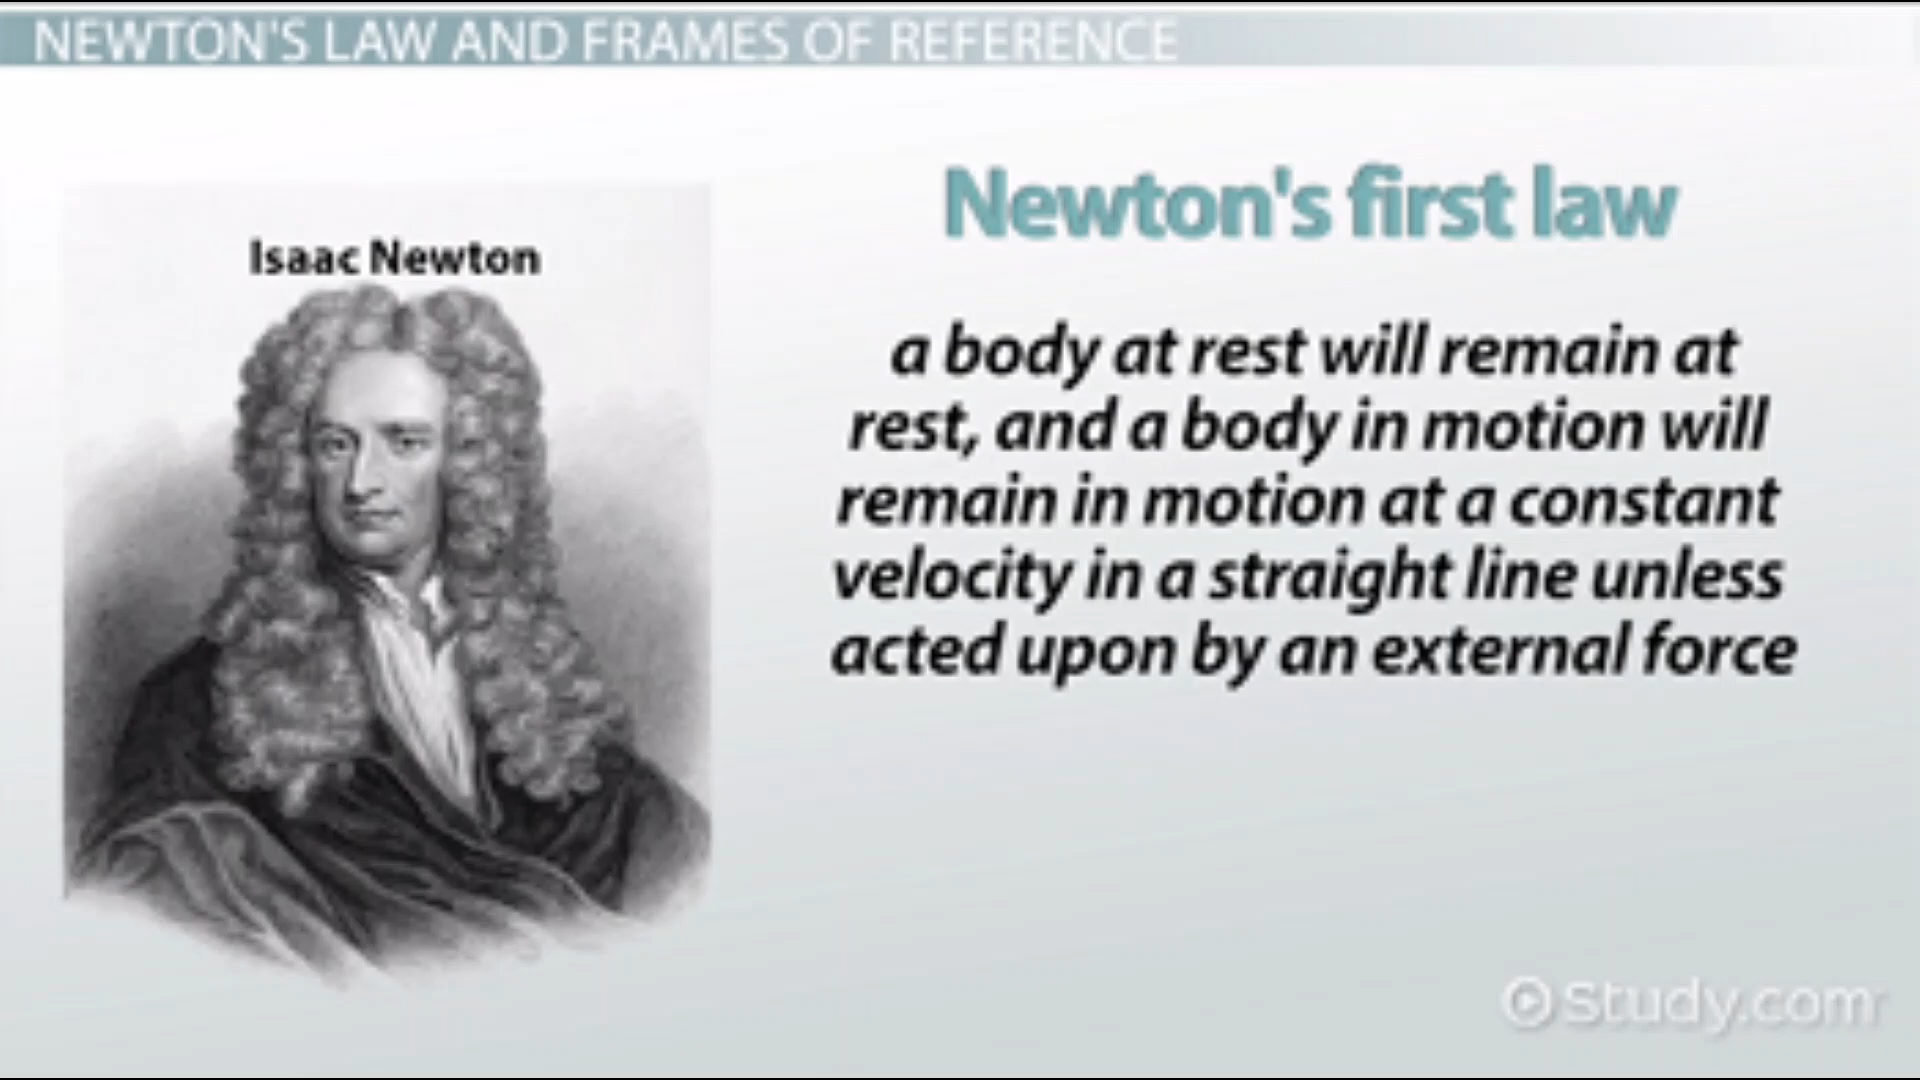 NEWTON'S LAW AND FRAMES OF REFERENCE
Isaac Newton
Newton's first law
a body at rest will remain at
rest, and a body in motion will
remain in motion at a constant
velocity in a straight line unless
acted upon by an external force
Study.com